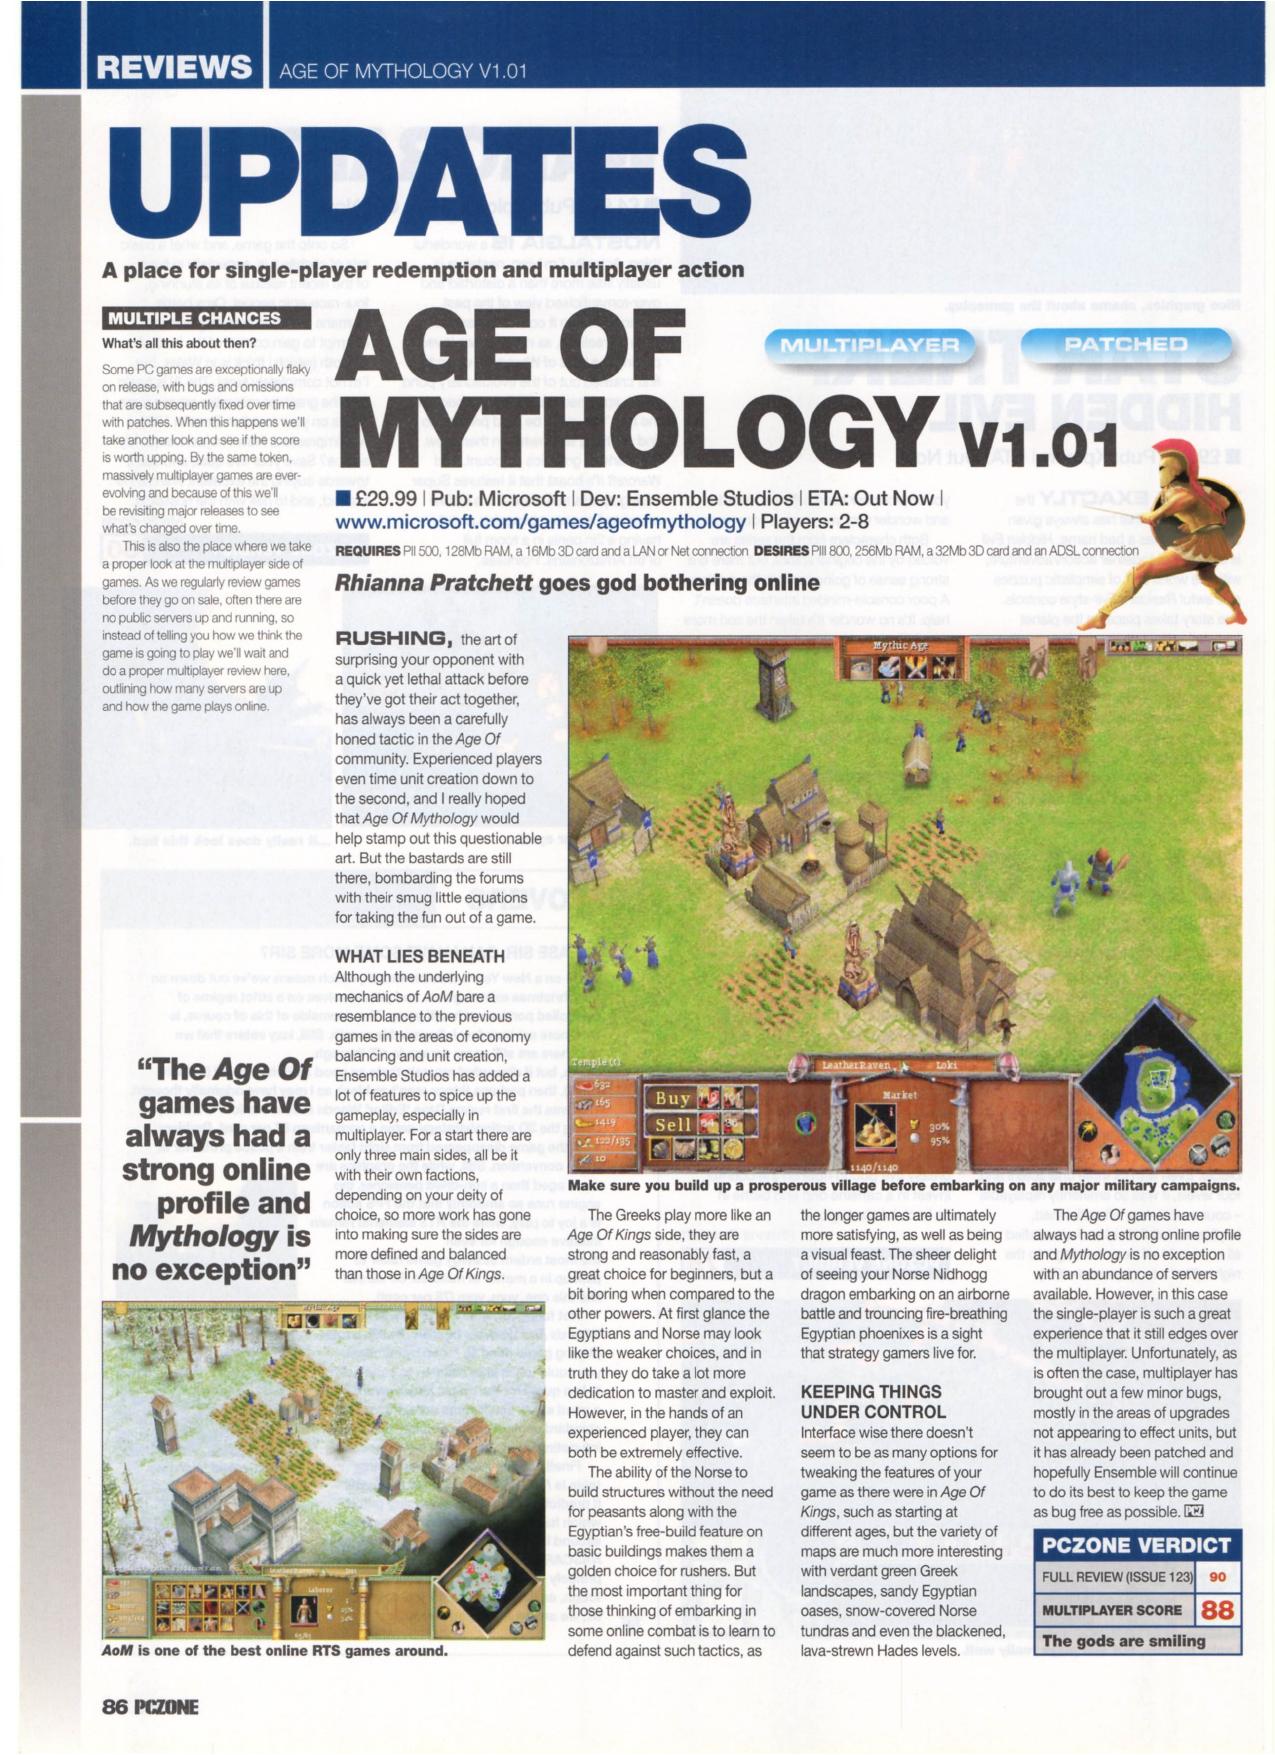 REVIEWS
AGE OF MYTHOLOGY V1.01
UPDATES
A place for single-player redemption and multiplayer action
MULTIPLE CHANCES
What's all this about then?
Some PC games are exceptionally flaky
on release, with bugs and omissions
that are subsequently fixed over time
with patches. When this happens we'll
take another look and see if the score
is worth upping. By the same token,
massively multiplayer games are ever-
evolving and because of this we'll
be revisiting major releases to see
what's changed over time.
This is also the place where we take
a proper look at the multiplayer side of
games. As we regularly review games
before they go on sale, often there are
no public servers up and running, so
instead of telling you how we think the
game is going to play we'll wait and
do a proper multiplayer review here,
outlining how many servers are up
and how the game plays online.
AGE OF
MYTHOLOGY V1.01
MULTIPLAYER
PATCHED
■ £29.99 | Pub: Microsoft | Dev: Ensemble Studios | ETA: Out Now |
www.microsoft.com/games/ageofmythology | Players: 2-8
REQUIRES PII 500, 128Mb RAM, a 16Mb 3D card and a LAN or Net connection DESIRES PIII 800, 256Mb RAM, a 32Mb 3D card and an ADSL connection
Rhianna Pratchett goes god bothering online
RUSHING, the art of
surprising your opponent with
a quick yet lethal attack before
they've got their act together,
has always been a carefully
honed tactic in the Age Of
community. Experienced players
even time unit creation down to
the second, and I really hoped
that Age Of Mythology would
help stamp out this questionable
art. But the bastards are still
there, bombarding the forums
with their smug little equations
for taking the fun out of a game.
WHAT LIES BENEATH
Although the underlying
mechanics of AoM bare a
resemblance to the previous
games in the areas of economy
balancing and unit creation,
Ensemble Studios has added a
lot of features to spice up the
gameplay, especially in
multiplayer. For a start there are
only three main sides, all be it
with their own factions,
depending on your deity of
choice, so more work has gone
into making sure the sides are
more defined and balanced
than those in Age Of Kings.
"The Age Of
games have
always had a
strong online
profile and
Mythology is
no exception"
Mythic Age
Temple (t)
LeatherRaven, Loki
632
165
1419
122/135
10
Buy
Sell
Market
30%
95%
1140/1140
Make sure you build up a prosperous village before embarking on any major military campaigns.
AoM is one of the best online RTS games around.
The Greeks play more like an
Age Of Kings side, they are
strong and reasonably fast, a
great choice for beginners, but a
bit boring when compared to the
other powers. At first glance the
Egyptians and Norse may look
like the weaker choices, and in
truth they do take a lot more
dedication to master and exploit.
However, in the hands of an
experienced player, they can
both be extremely effective.
The ability of the Norse to
build structures without the need
for peasants along with the
Egyptian's free-build feature on
basic buildings makes them a
golden choice for rushers. But
the most important thing for
those thinking of embarking in
some online combat is to learn to
defend against such tactics, as
the longer games are ultimately
more satisfying, as well as being
a visual feast. The sheer delight
of seeing your Norse Nidhogg
dragon embarking on an airborne
battle and trouncing fire-breathing
Egyptian phoenixes is a sight
that strategy gamers live for.
KEEPING THINGS
UNDER CONTROL
Interface wise there doesn't
seem to be as many options for
tweaking the features of your
game as there were in Age Of
Kings, such as starting at
different ages, but the variety of
maps are much more interesting
with verdant green Greek
landscapes, sandy Egyptian
oases, snow-covered Norse
tundras and even the blackened,
lava-strewn Hades levels.
The Age Of games have
always had a strong online profile
and Mythology is no exception
with an abundance of servers
available. However, in this case
the single-player is such a great
experience that it still edges over
the multiplayer. Unfortunately, as
is often the case, multiplayer has
brought out a few minor bugs,
mostly in the areas of upgrades
not appearing to effect units, but
it has already been patched and
hopefully Ensemble will continue
to do its best to keep the game
as bug free as possible. PCZ
PCZONE VERDICT
FULL REVIEW (ISSUE 123) 90
MULTIPLAYER SCORE 88
The gods are smiling
86 PCZONE